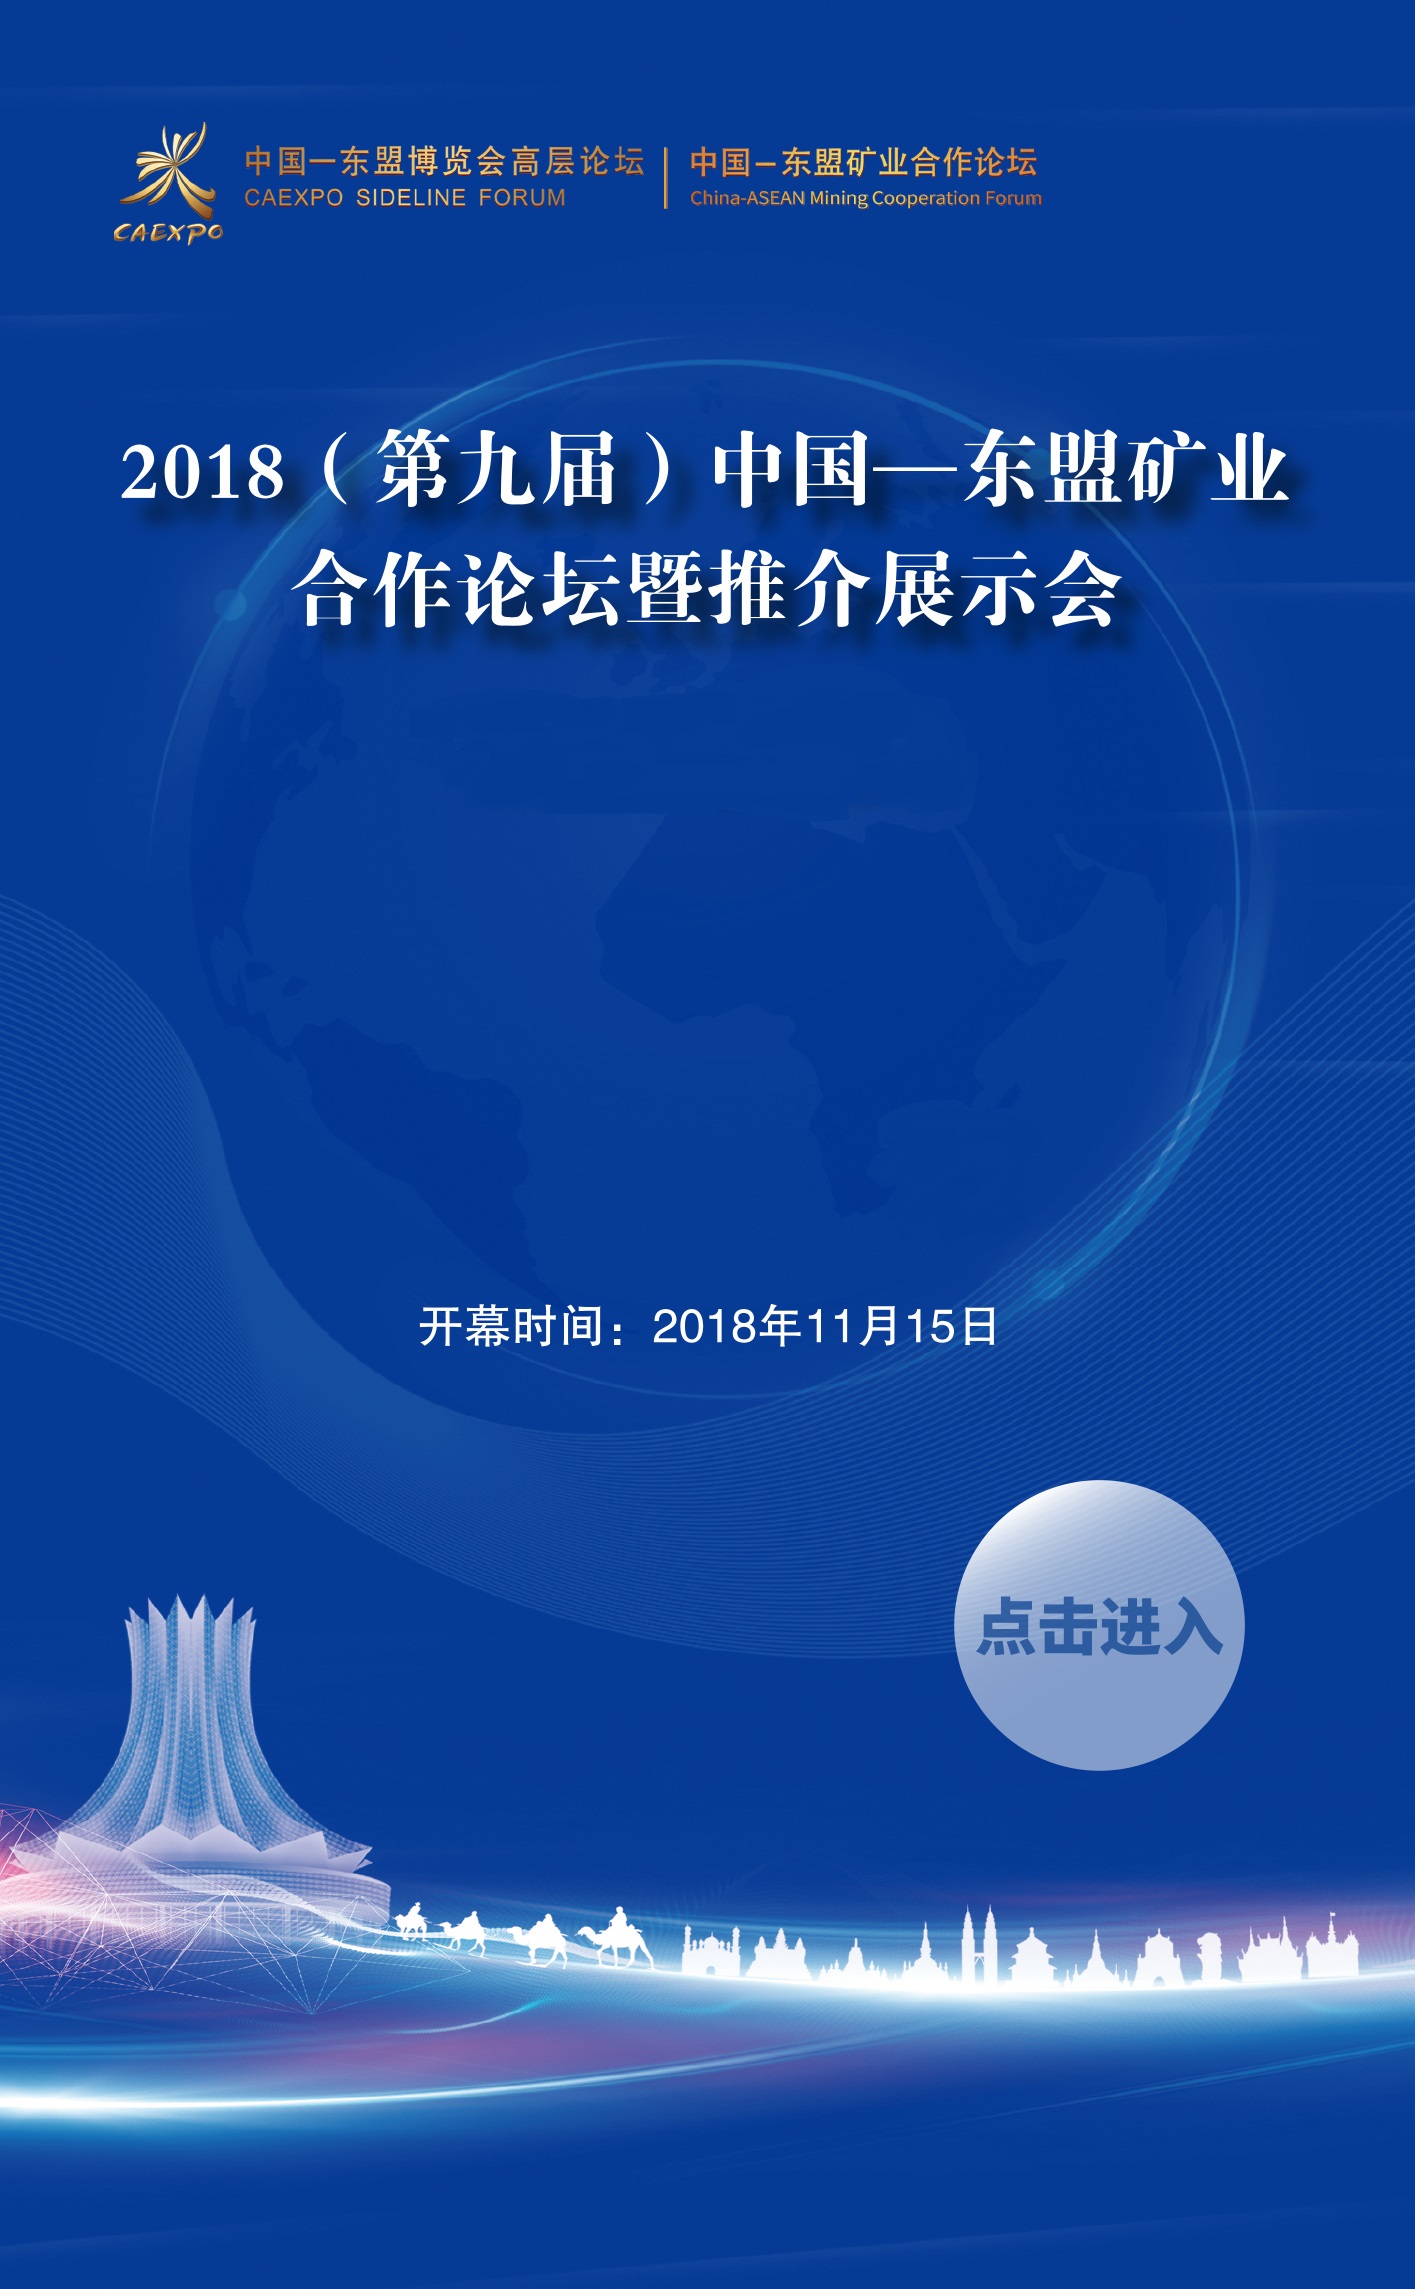 中国—东盟博览会高层论坛
CAEXPO SIDELINE FORUM
中国—东盟矿业合作论坛
China-ASEAN Mining Cooperation Forum
CAEXPO
2018（第九届）中国—东盟矿业
合作论坛暨推介展示会
开幕时间：2018年11月15日
点击进入